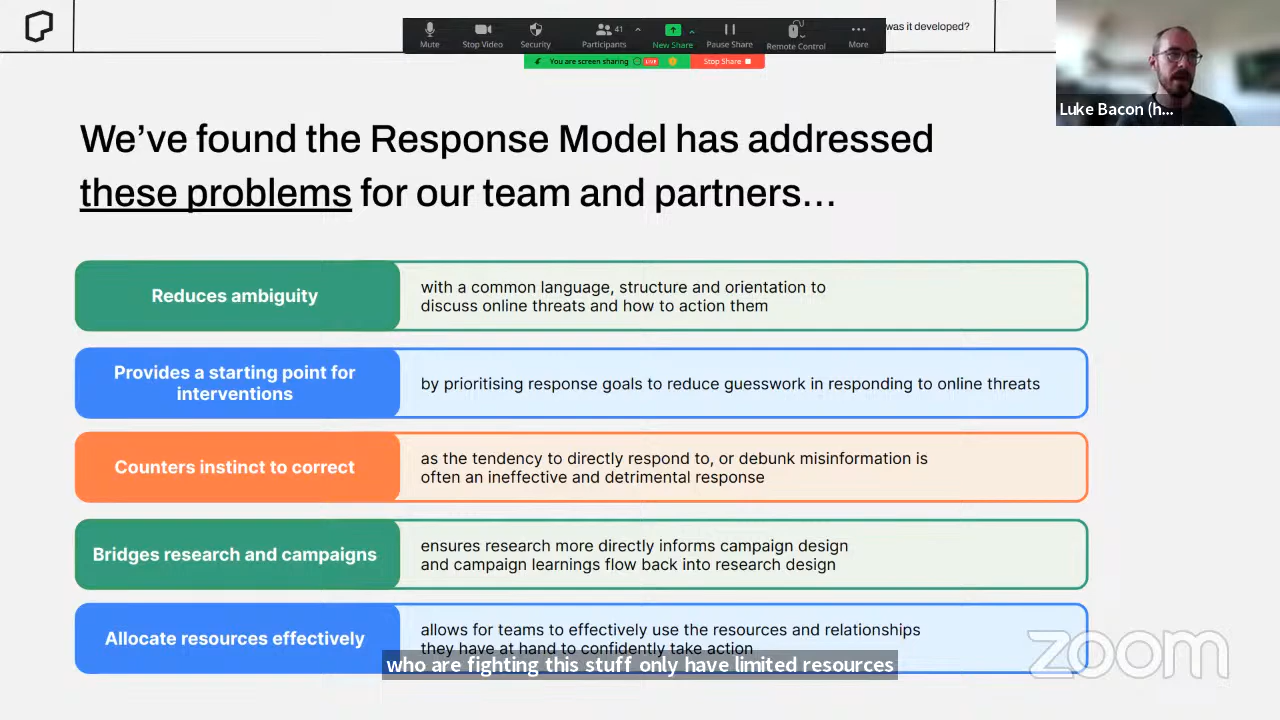 was it developed?
Mute
Stop Video
Security
Participants
41
New Share
Pause Share
Remote Control
More
You are screen sharing
LIVE
Stop Share
Luke Bacon (h...
We’ve found the Response Model has addressed
these problems for our team and partners...
Reduces ambiguity
with a common language, structure and orientation to
discuss online threats and how to action them
Provides a starting point for
interventions
by prioritising response goals to reduce guesswork in responding to online threats
Counters instinct to correct
as the tendency to directly respond to, or debunk misinformation is
often an ineffective and detrimental response
Bridges research and campaigns
ensures research more directly informs campaign design
and campaign learnings flow back into research design
Allocate resources effectively
allows for teams to effectively use the resources and relationships
they have at hand to confidently take action
who are fighting this stuff only have limited resources
zoom